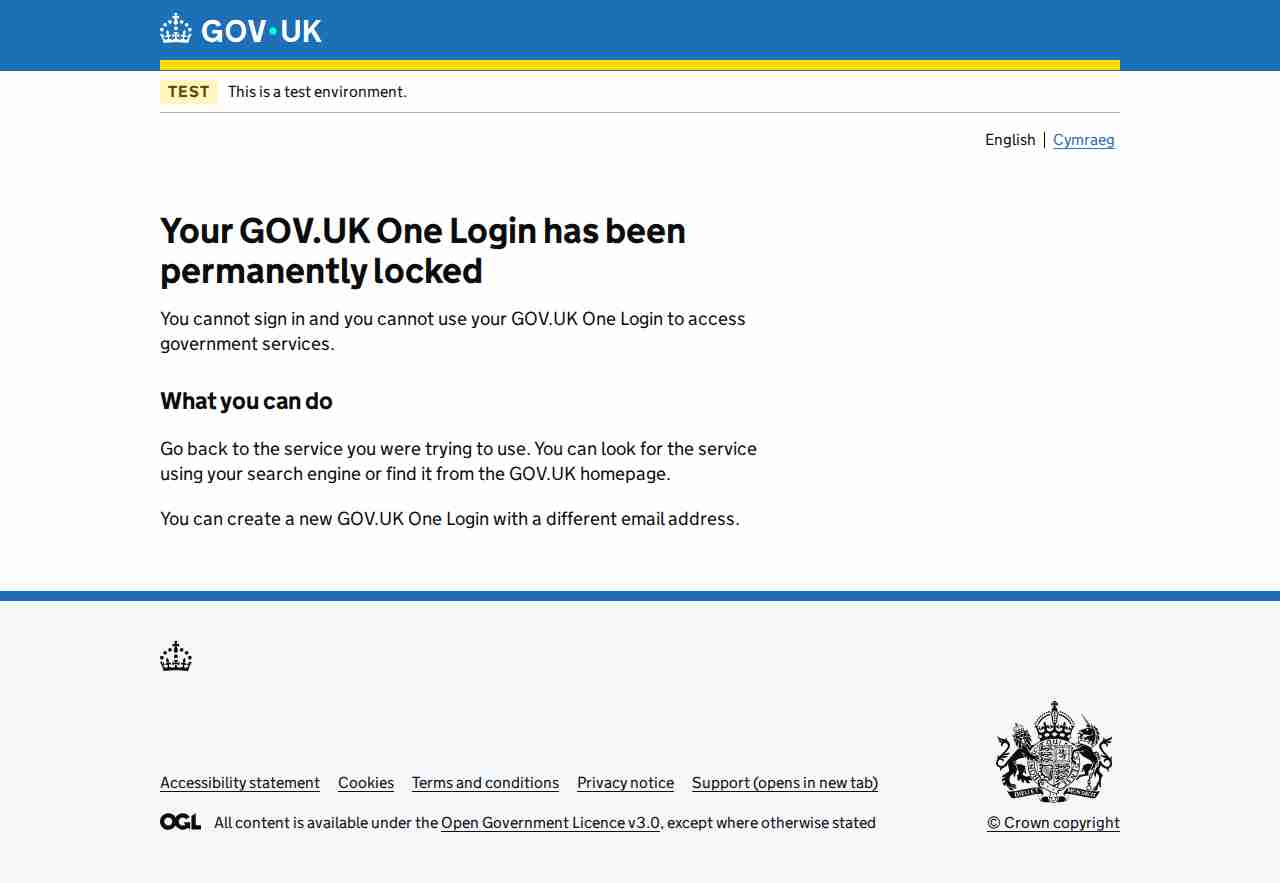 GOV·UK
TEST This is a test environment.
English | Cymraeg
Your GOV.UK One Login has been
permanently locked
You cannot sign in and you cannot use your GOV.UK One Login to access
government services.
What you can do
Go back to the service you were trying to use. You can look for the service
using your search engine or find it from the GOV.UK homepage.
You can create a new GOV.UK One Login with a different email address.
Accessibility statement Cookies Terms and conditions Privacy notice Support (opens in new tab)
OGL All content is available under the Open Government Licence v3.0, except where otherwise stated
© Crown copyright